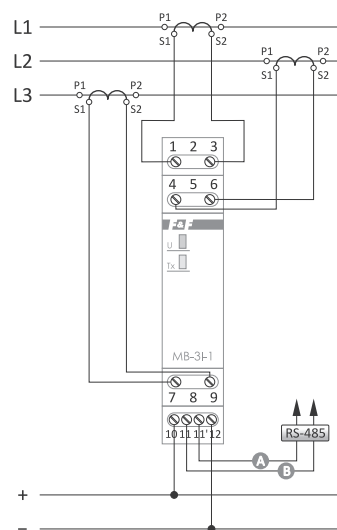 L1
P1 P2
S1 S2
L2
P1 P2
S1 S2
L3
P1 P2
S1 S2
1 2 3
4 5 6
F&F
U
Tx
MB-3I-1
7 8 9
10 11 11' 12
RS-485
A
B
+
–